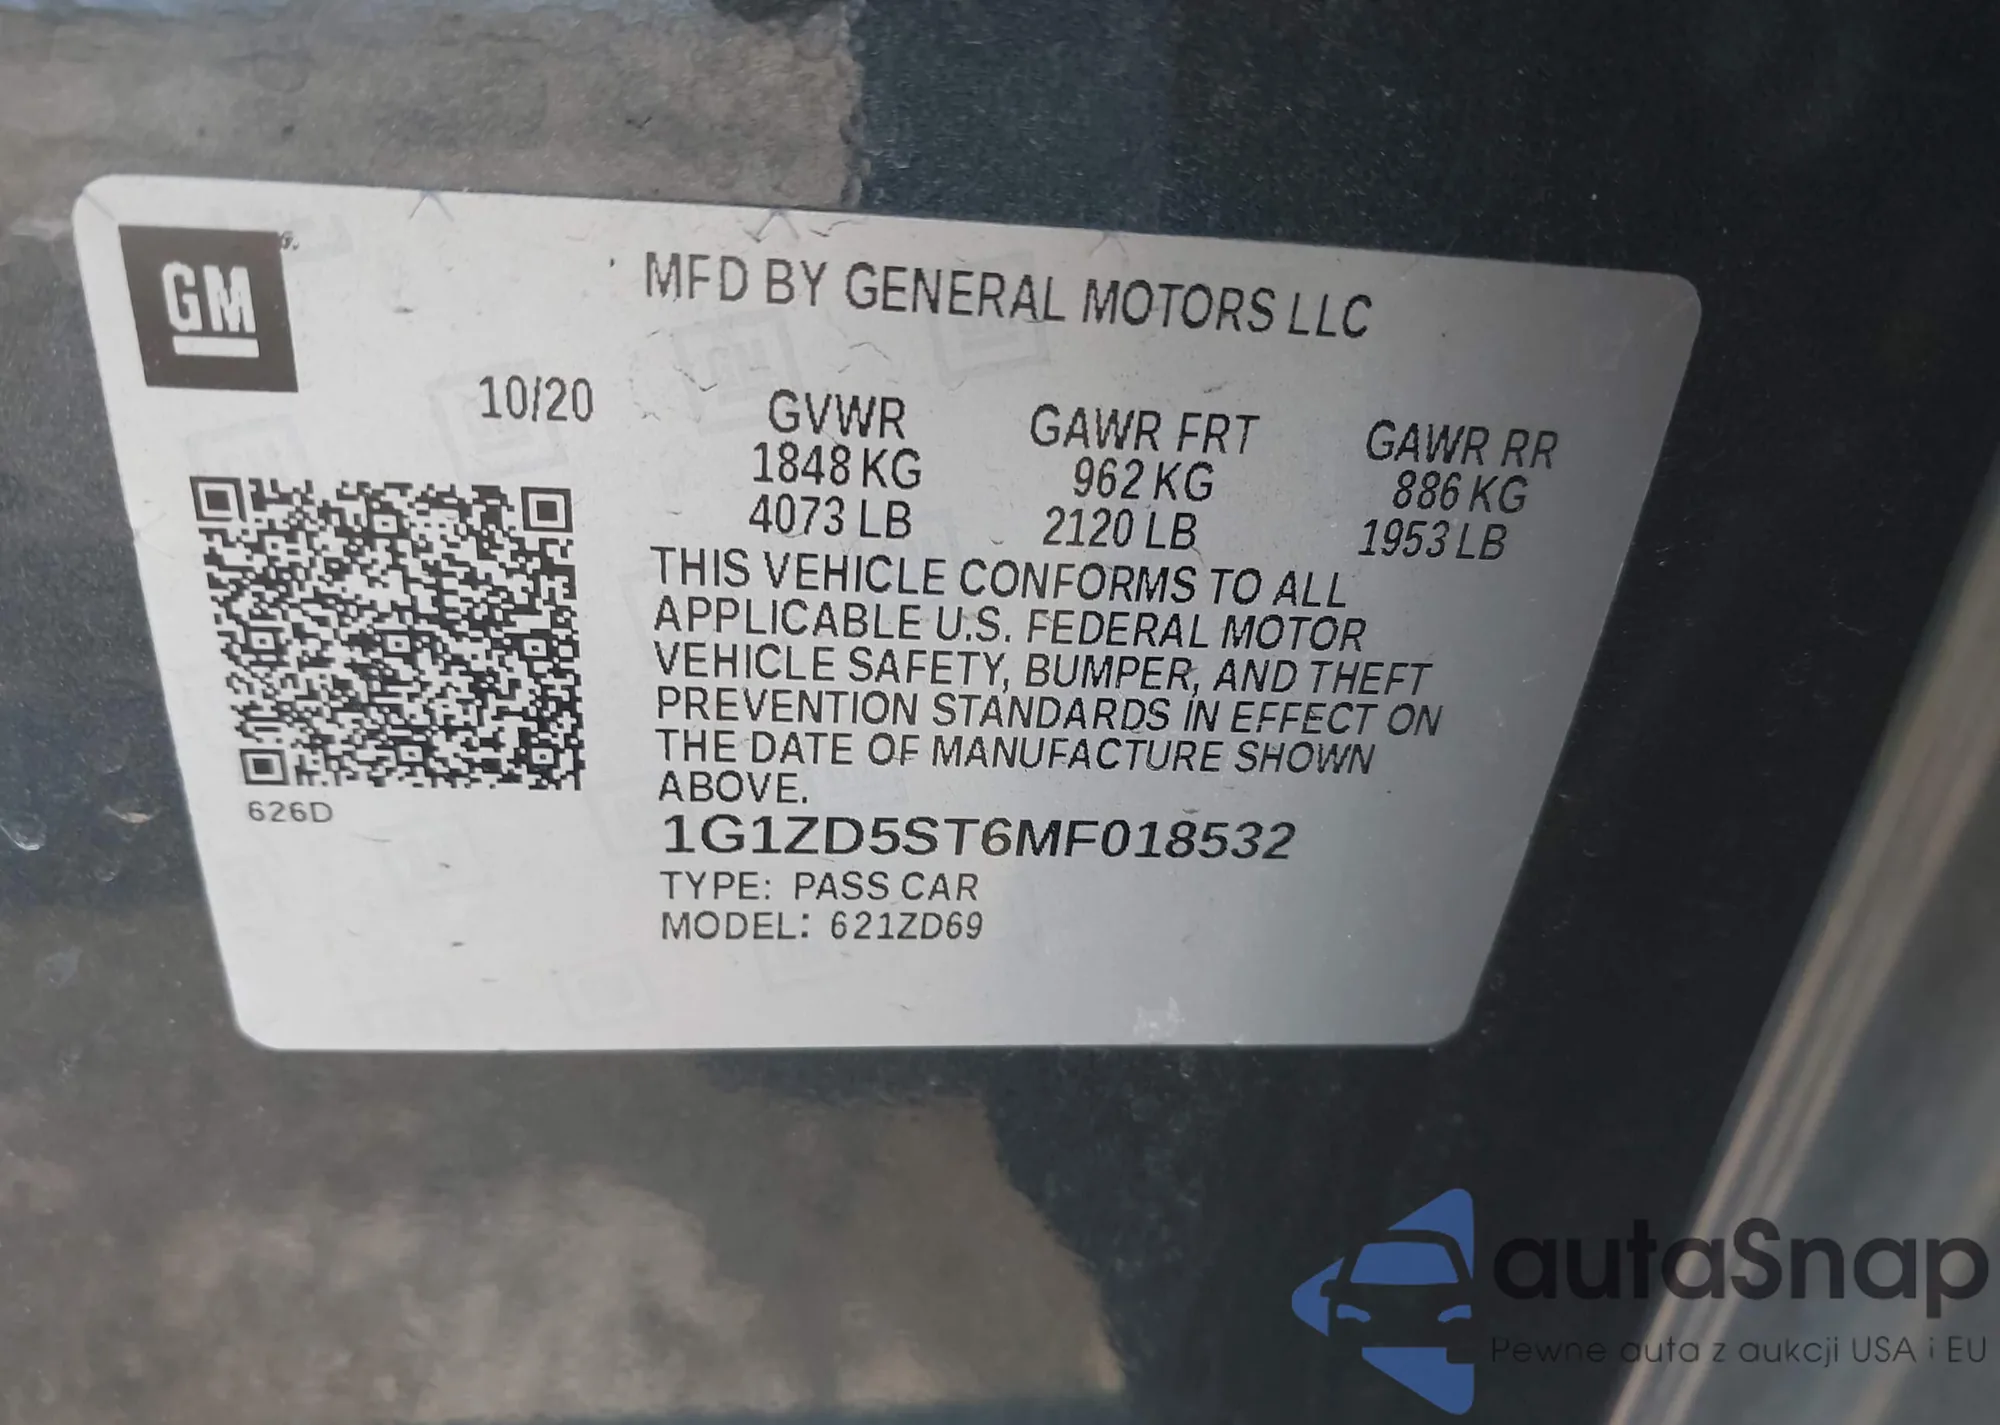 GM
MFD BY GENERAL MOTORS LLC
10/20
GVWR GAWR FRT GAWR RR
1848 KG 962 KG 886 KG
4073 LB 2120 LB 1953 LB
THIS VEHICLE CONFORMS TO ALL
APPLICABLE U.S. FEDERAL MOTOR
VEHICLE SAFETY, BUMPER, AND THEFT
PREVENTION STANDARDS IN EFFECT ON
THE DATE OF MANUFACTURE SHOWN
ABOVE.
626D
1G1ZD5ST6MF018532
TYPE: PASS CAR
MODEL: 621ZD69
autaSnap
Pewne auta z aukcji USA i EU